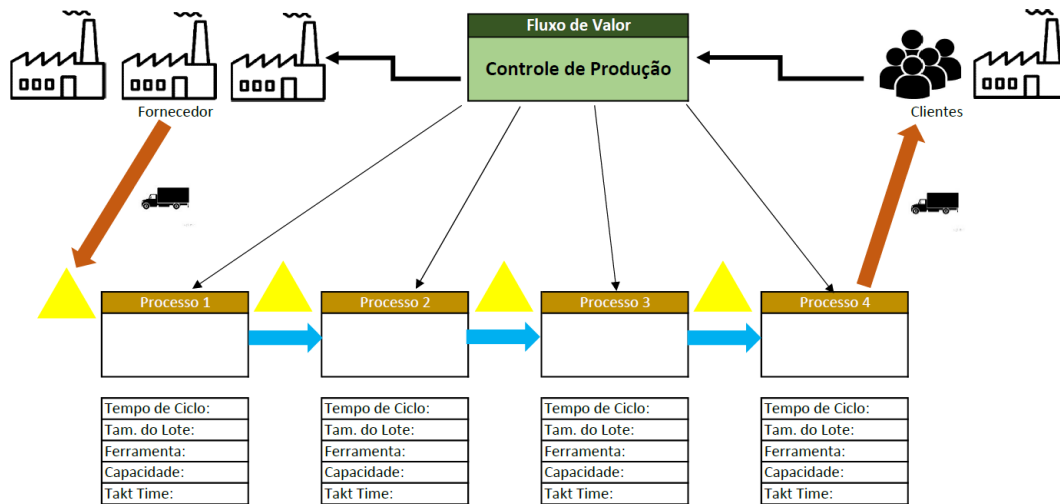 Fluxo de Valor
Controle de Produção
Fornecedor
Clientes
Processo 1
Processo 2
Processo 3
Processo 4
Tempo de Ciclo:
Tam. do Lote:
Ferramenta:
Capacidade:
Takt Time:
Tempo de Ciclo:
Tam. do Lote:
Ferramenta:
Capacidade:
Takt Time:
Tempo de Ciclo:
Tam. do Lote:
Ferramenta:
Capacidade:
Takt Time:
Tempo de Ciclo:
Tam. do Lote:
Ferramenta:
Capacidade:
Takt Time: